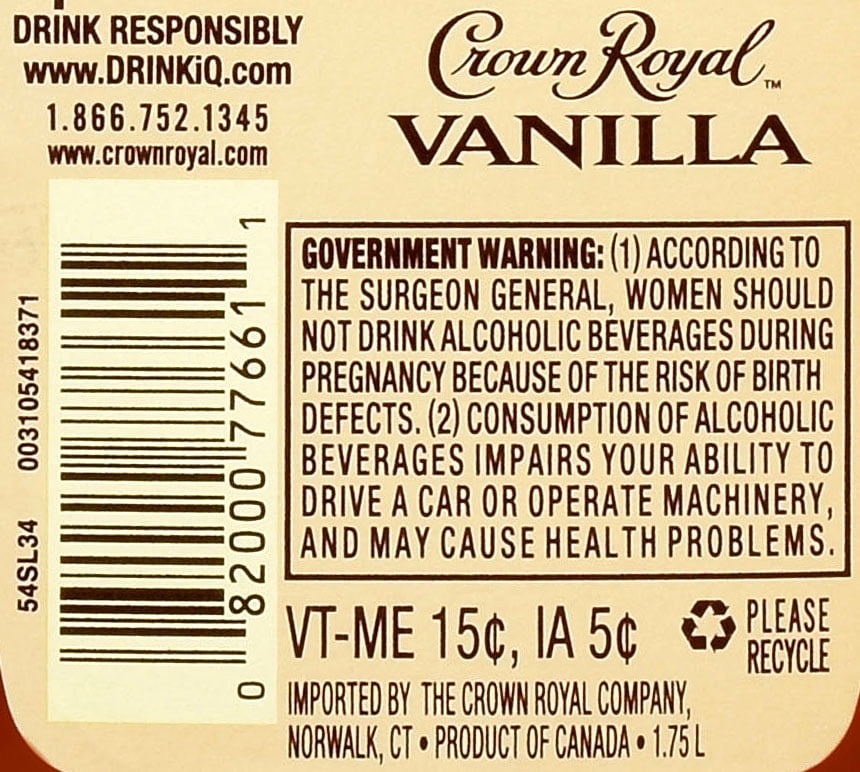 DRINK RESPONSIBLY
www.DRINKiQ.com
1.866.752.1345
www.crownroyal.com
Crown Royal™
VANILLA
0 82000 77661 1
54SL34 003105418371
GOVERNMENT WARNING: (1) ACCORDING TO
THE SURGEON GENERAL, WOMEN SHOULD
NOT DRINK ALCOHOLIC BEVERAGES DURING
PREGNANCY BECAUSE OF THE RISK OF BIRTH
DEFECTS. (2) CONSUMPTION OF ALCOHOLIC
BEVERAGES IMPAIRS YOUR ABILITY TO
DRIVE A CAR OR OPERATE MACHINERY,
AND MAY CAUSE HEALTH PROBLEMS.
VT-ME 15¢, IA 5¢
PLEASE
RECYCLE
IMPORTED BY THE CROWN ROYAL COMPANY,
NORWALK, CT • PRODUCT OF CANADA • 1.75 L